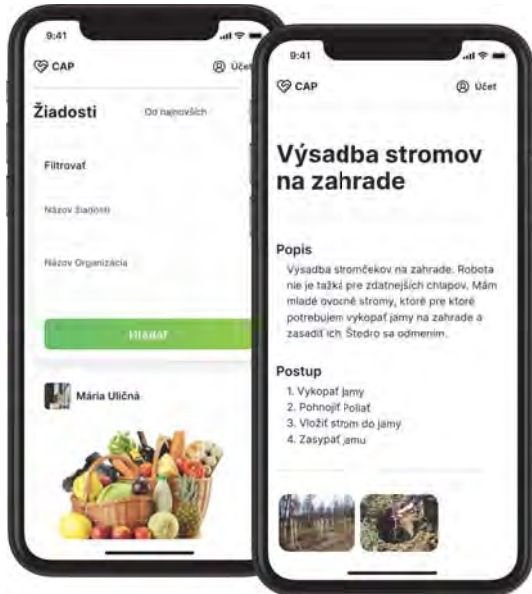 9:41
CAP
Účet
Žiadosti
Od najnovších
Filtrovať
Názov žiadosti
Názov Organizácia
Hľadať
Mária Uličná
9:41
CAP
Účet
Výsadba stromov
na zahrade
Popis
Výsadba stromčekov na zahrade. Robota
nie je ťažká pre zdatnejších chlapov. Mám
mladé ovocné stromy, ktoré pre ktoré
potrebujem vykopať jamy na zahrade a
zasadiť ich. Štedro sa odmením.
Postup
1. Vykopať jamy
2. Pohnojiť Poliať
3. Vložiť strom do jamy
4. Zasypať jamu